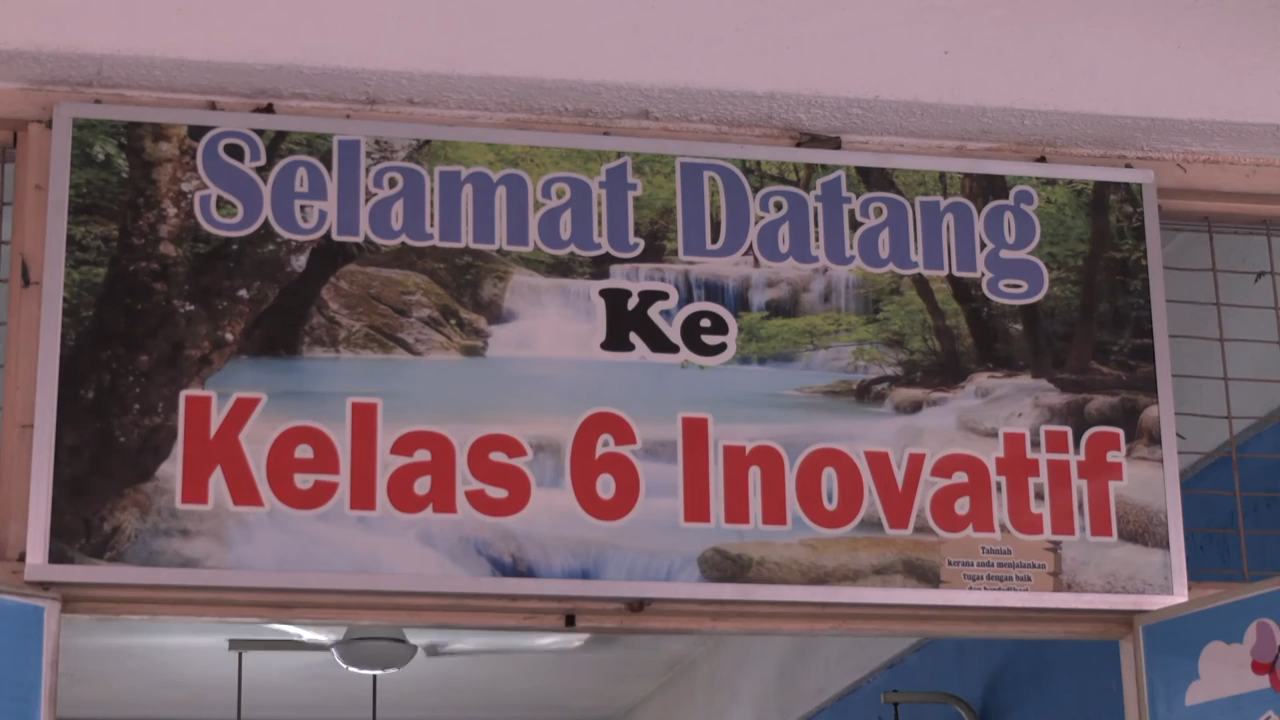 Selamat Datang
Ke
Kelas 6 Inovatif
Tahniah
kerana anda menjalankan
tugas dengan baik